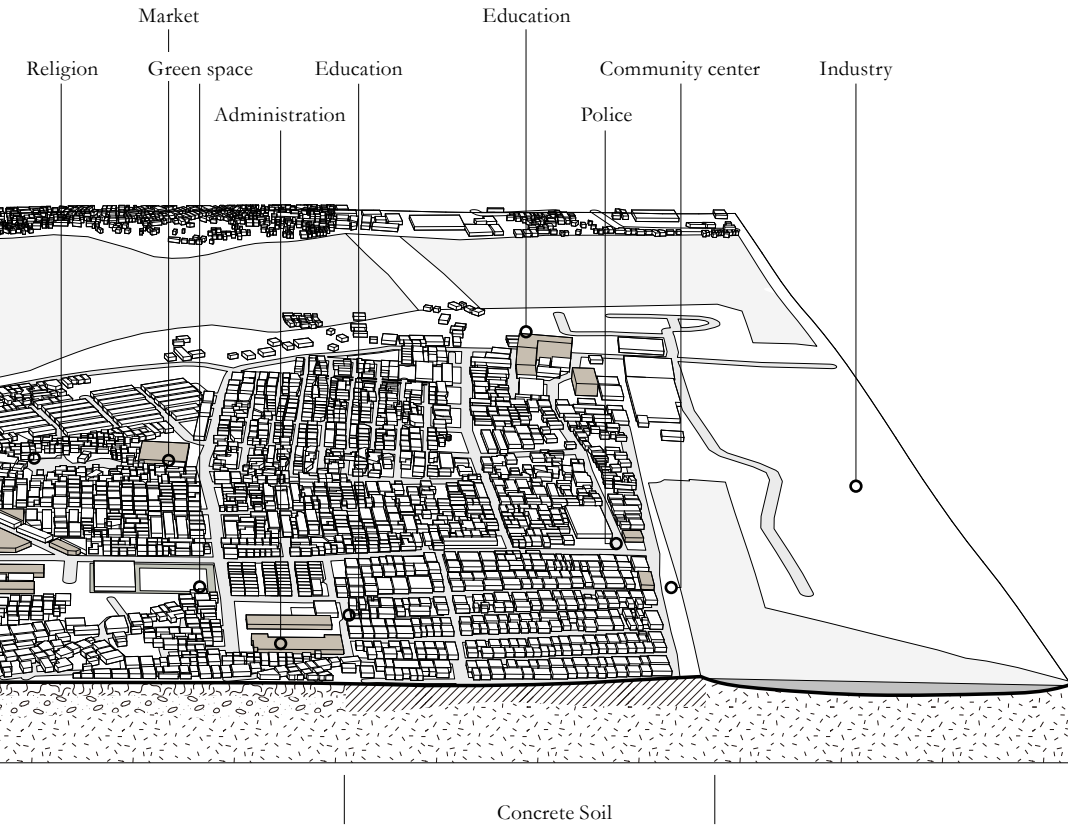 Market
Education
Religion
Green space
Education
Community center
Industry
Administration
Police
Concrete Soil